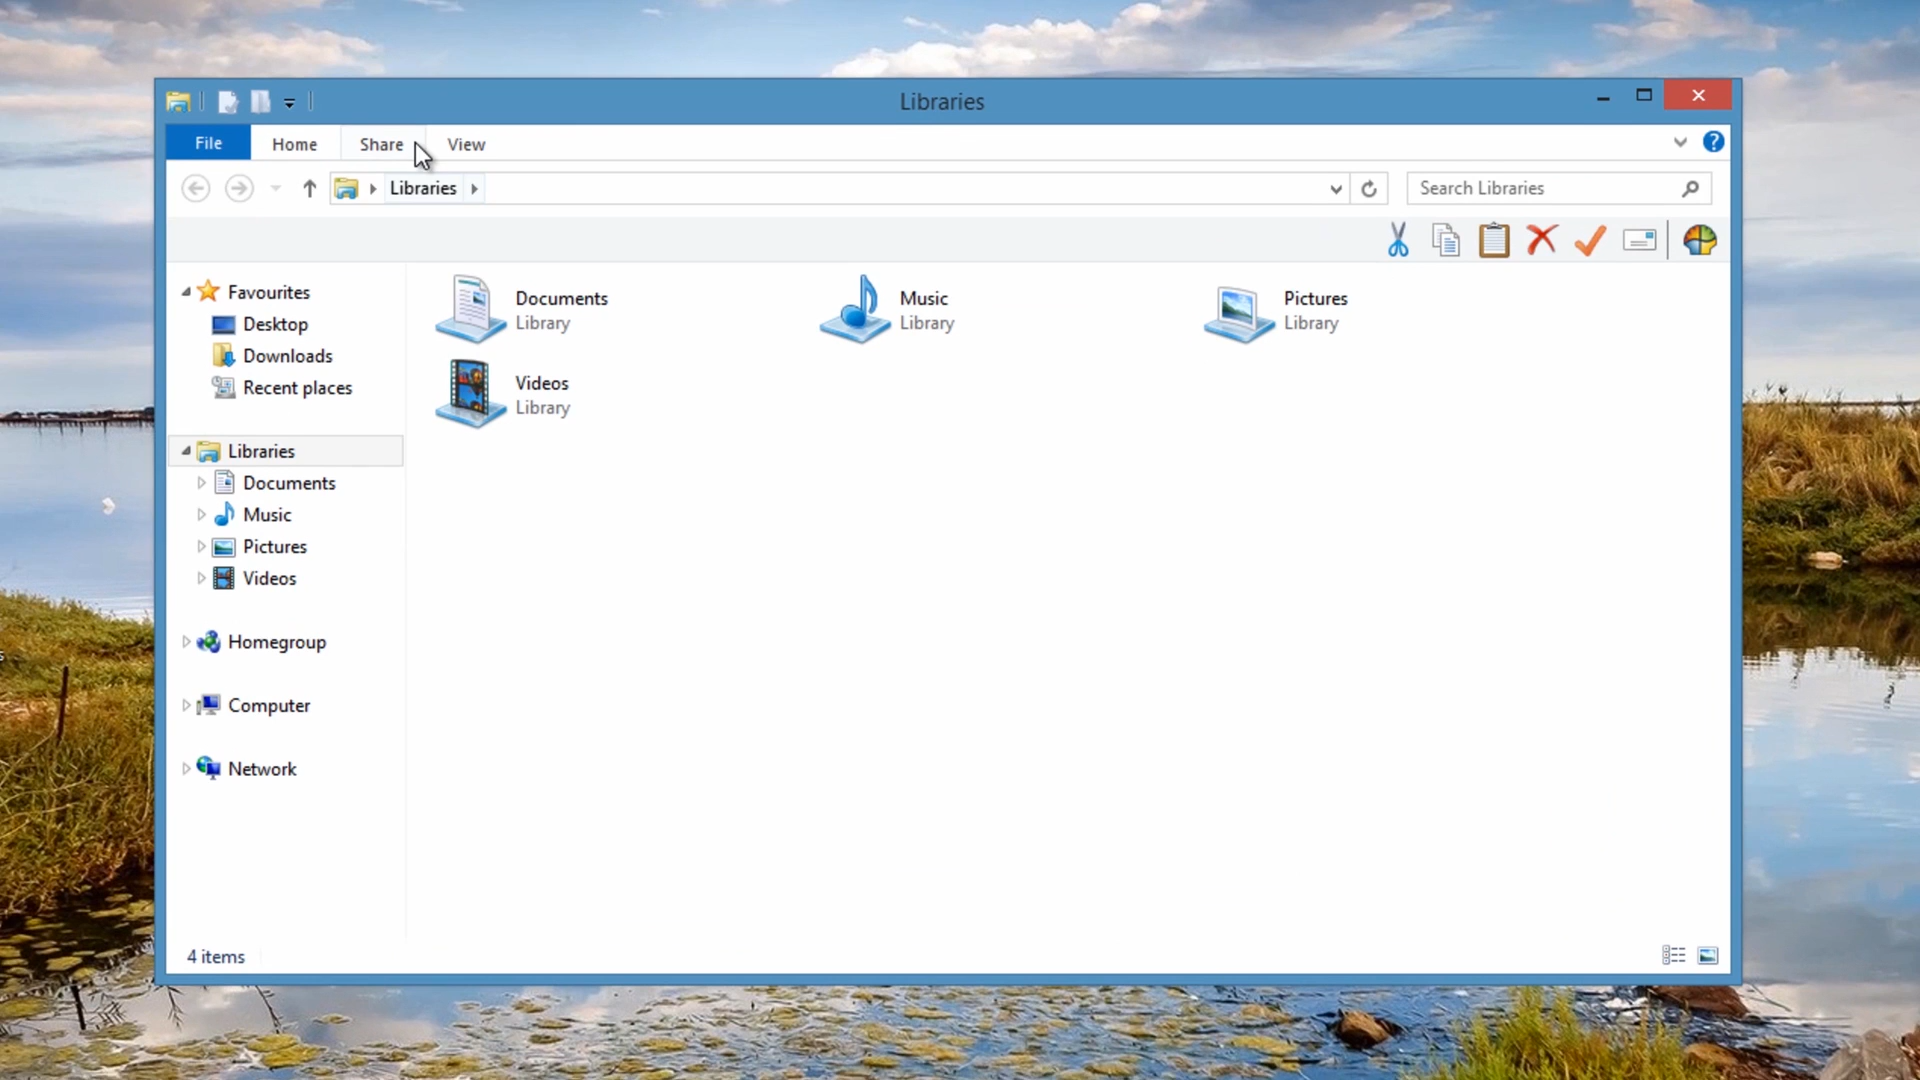 Libraries
File Home Share View
Libraries
Search Libraries
Favourites
Desktop
Downloads
Recent places
Libraries
Documents
Music
Pictures
Videos
Homegroup
Computer
Network
Documents
Library
Music
Library
Pictures
Library
Videos
Library
4 items